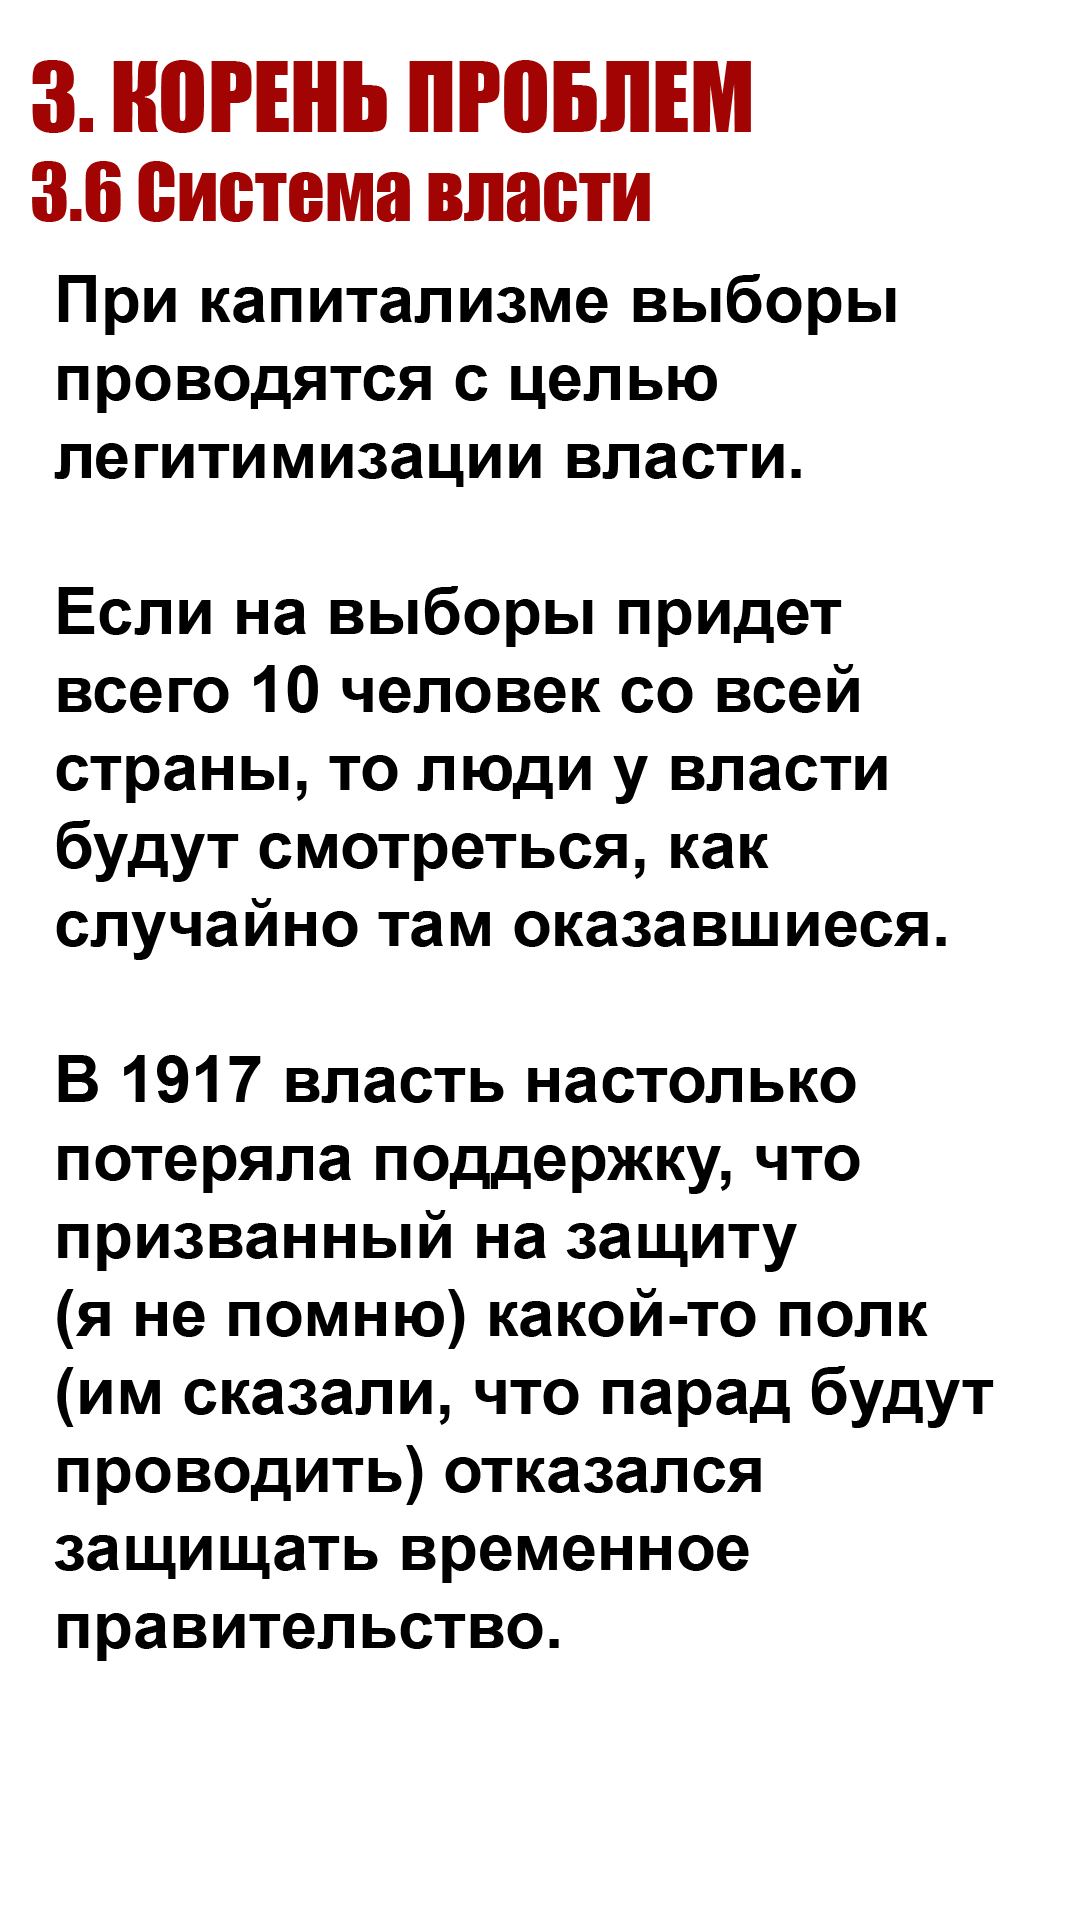 3. КОРЕНЬ ПРОБЛЕМ
3.6 Система власти
При капитализме выборы
проводятся с целью
легитимизации власти.
Если на выборы придет
всего 10 человек со всей
страны, то люди у власти
будут смотреться, как
случайно там оказавшиеся.
В 1917 власть настолько
потеряла поддержку, что
призванный на защиту
(я не помню) какой-то полк
(им сказали, что парад будут
проводить) отказался
защищать временное
правительство.